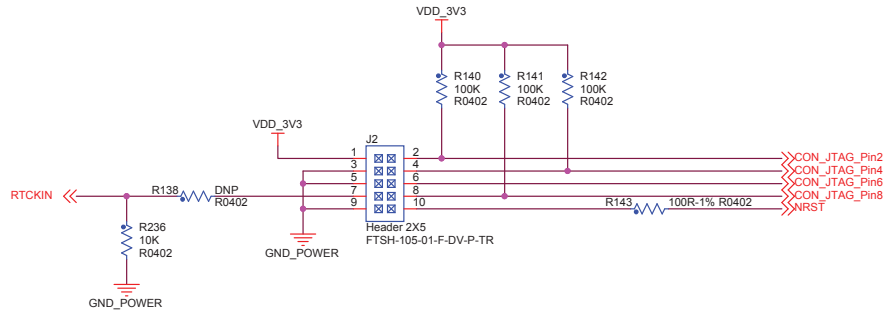 VDD_3V3
R140
100K
R0402
R141
100K
R0402
R142
100K
R0402
VDD_3V3
J2
1
2
CON_JTAG_Pin2
3
4
CON_JTAG_Pin4
5
6
CON_JTAG_Pin6
RTCKIN
R138
DNP
R0402
7
8
CON_JTAG_Pin8
9
10
R143
100R-1% R0402
NRST
Header 2X5
FTSH-105-01-F-DV-P-TR
R236
10K
R0402
GND_POWER
GND_POWER